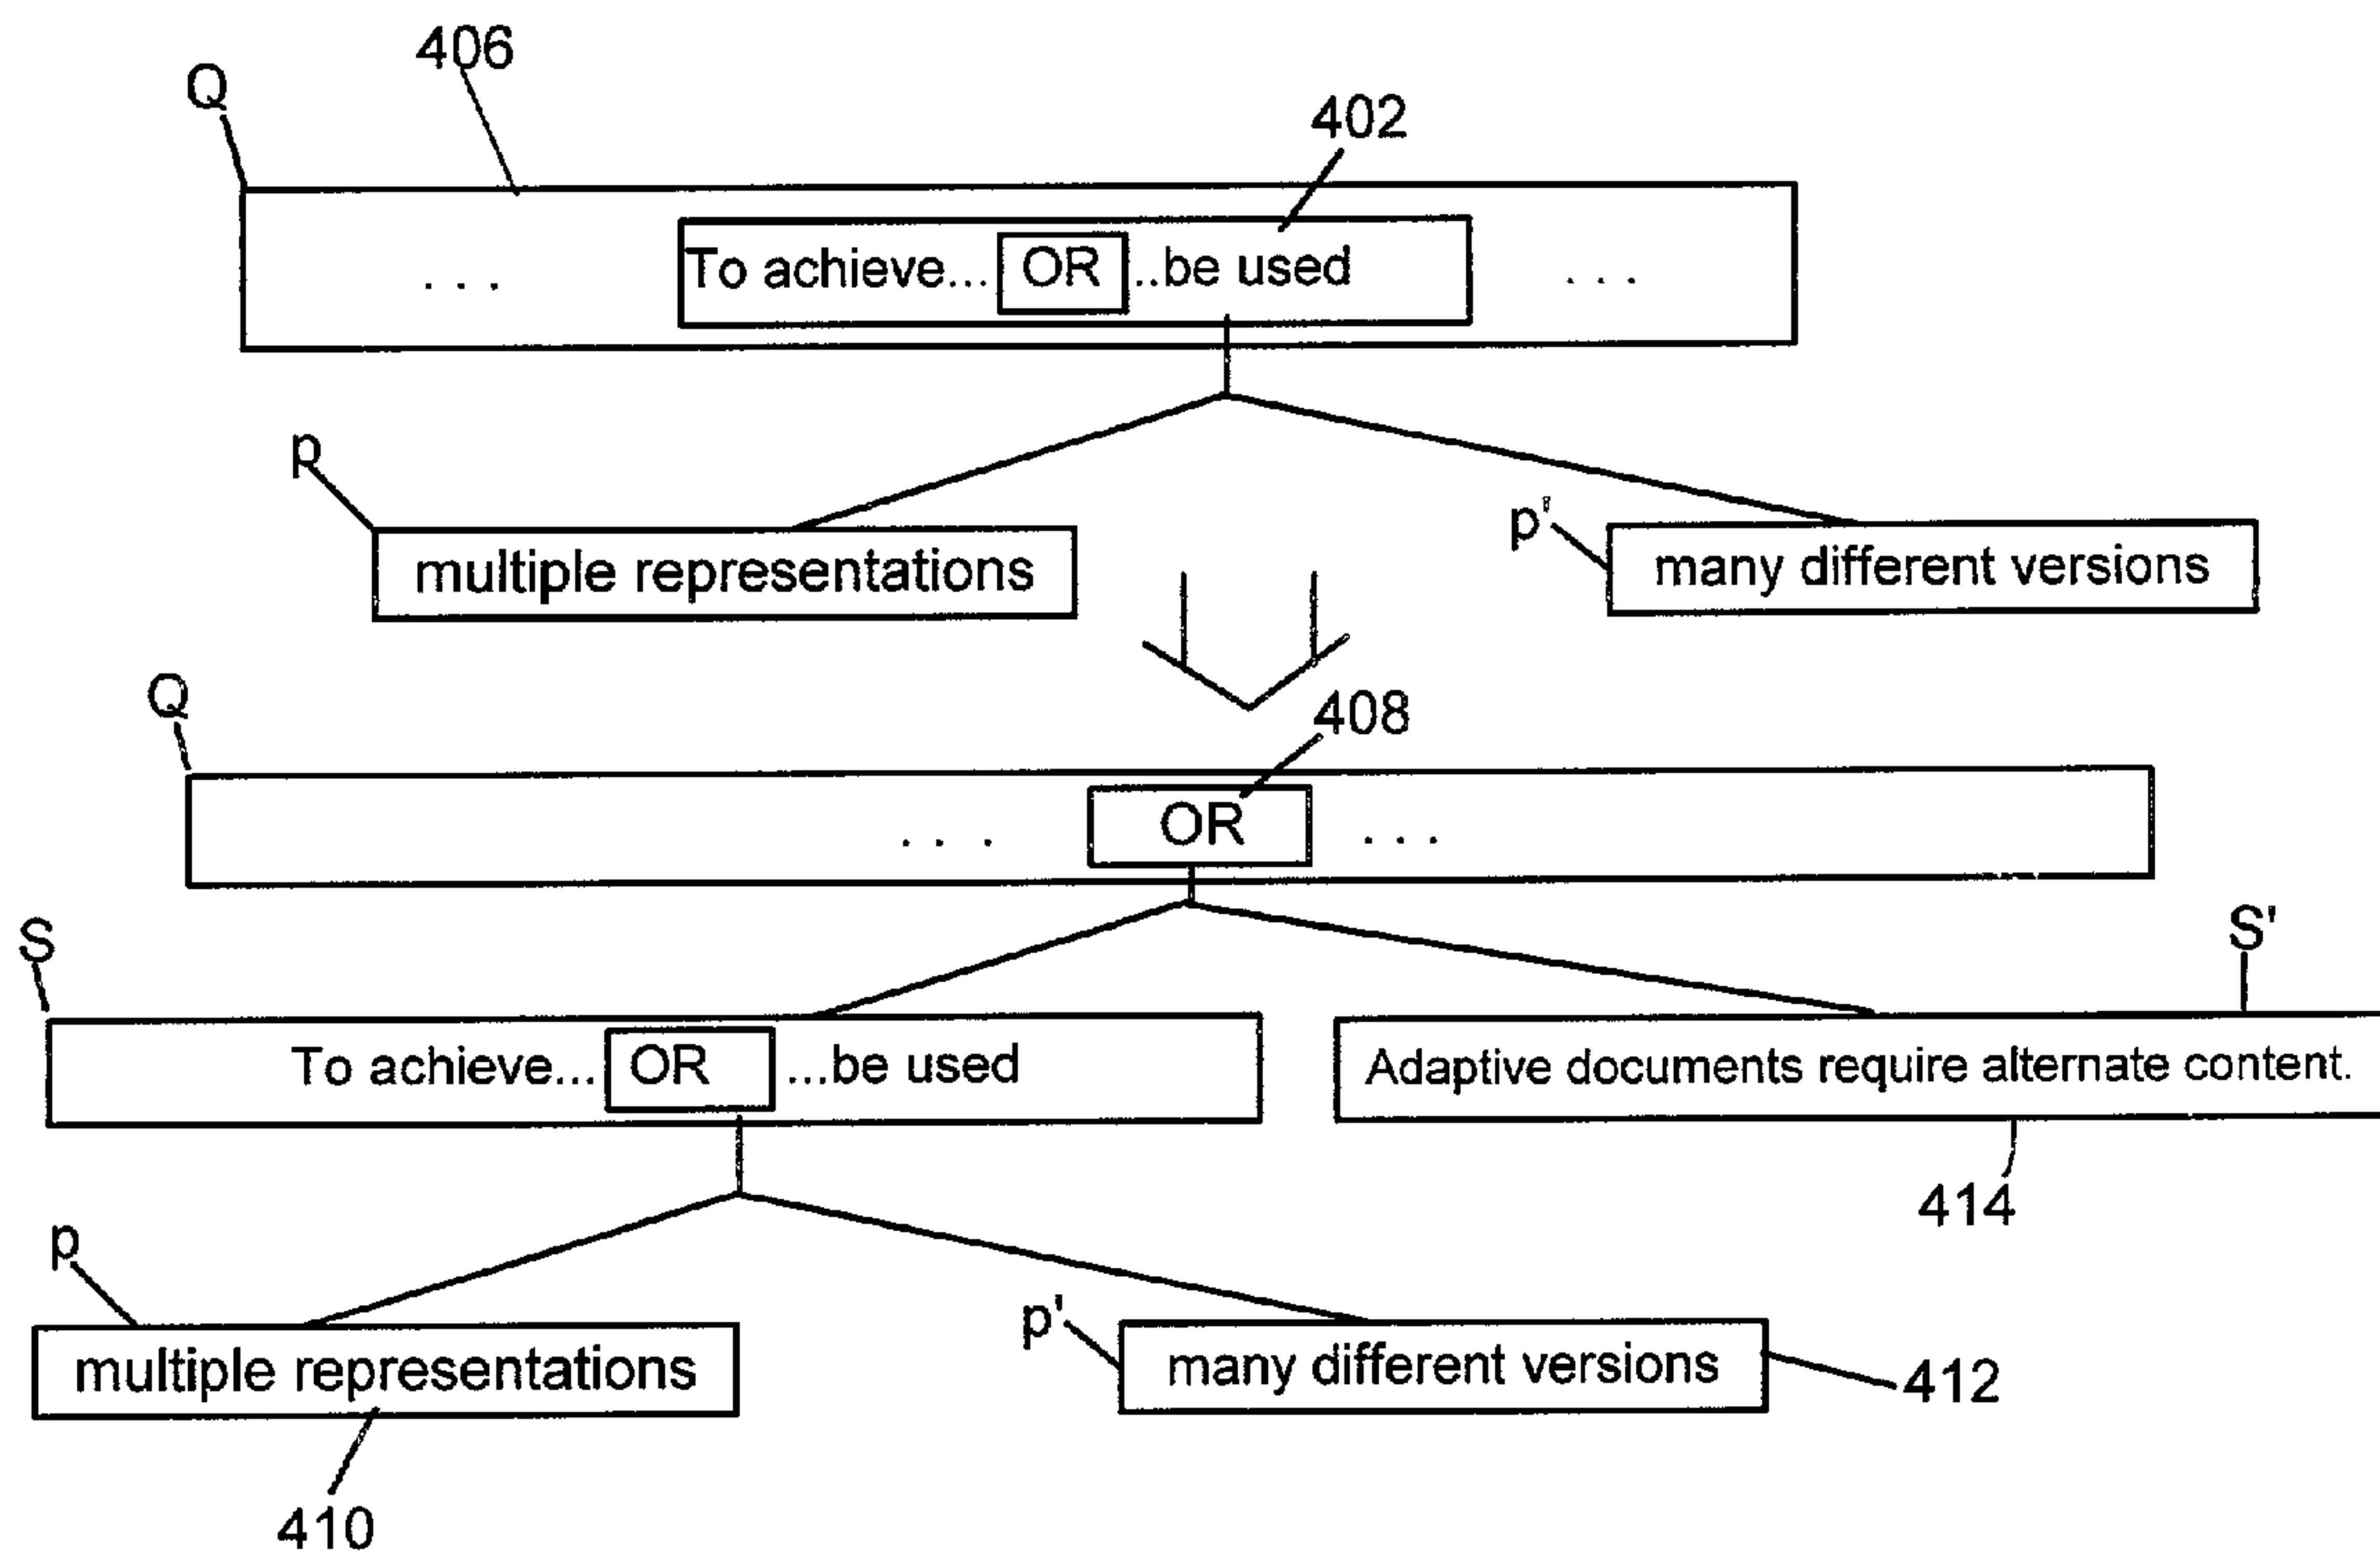 406
Q
402
. . . To achieve... OR ..be used . . .
p
p'
multiple representations
many different versions
Q
408
. . . OR . . .
S
S'
To achieve... OR ...be used
Adaptive documents require alternate content.
414
p
p'
multiple representations
many different versions
412
410